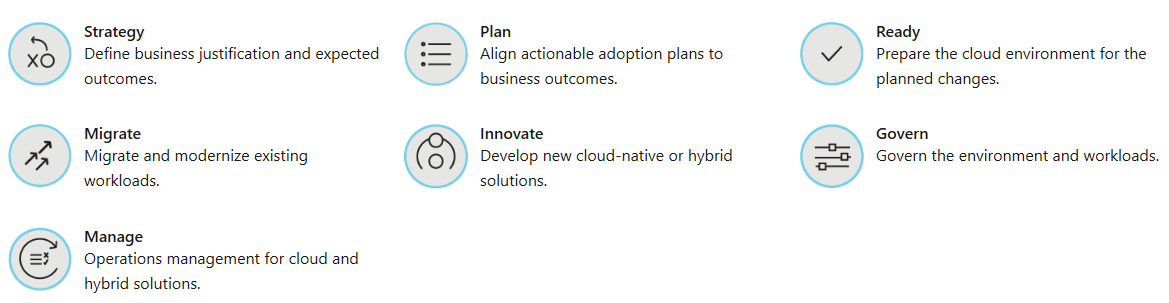 Strategy
Define business justification and expected
outcomes.
Plan
Align actionable adoption plans to
business outcomes.
Ready
Prepare the cloud environment for the
planned changes.
Migrate
Migrate and modernize existing
workloads.
Innovate
Develop new cloud-native or hybrid
solutions.
Govern
Govern the environment and workloads.
Manage
Operations management for cloud and
hybrid solutions.